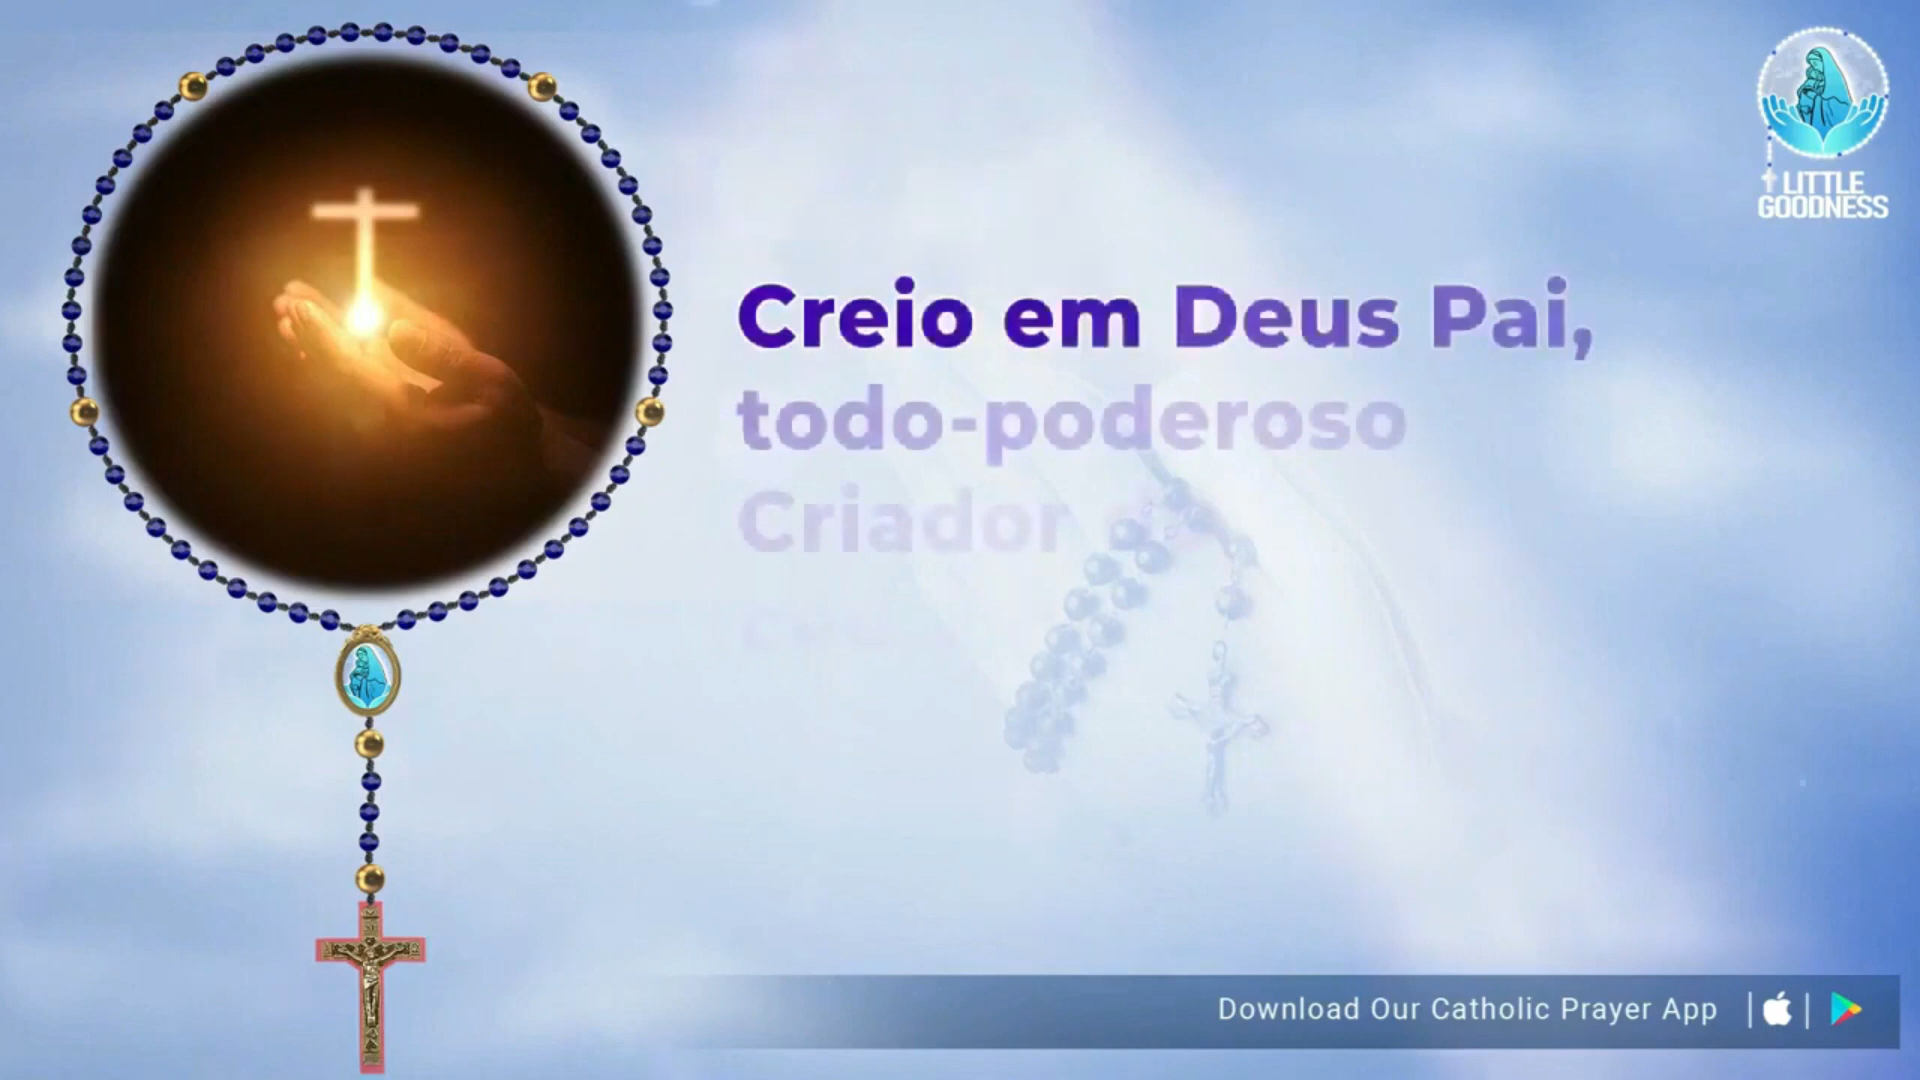 LITTLE
GOODNESS
Creio em Deus Pai,
todo-poderoso
Criador
Download Our Catholic Prayer App